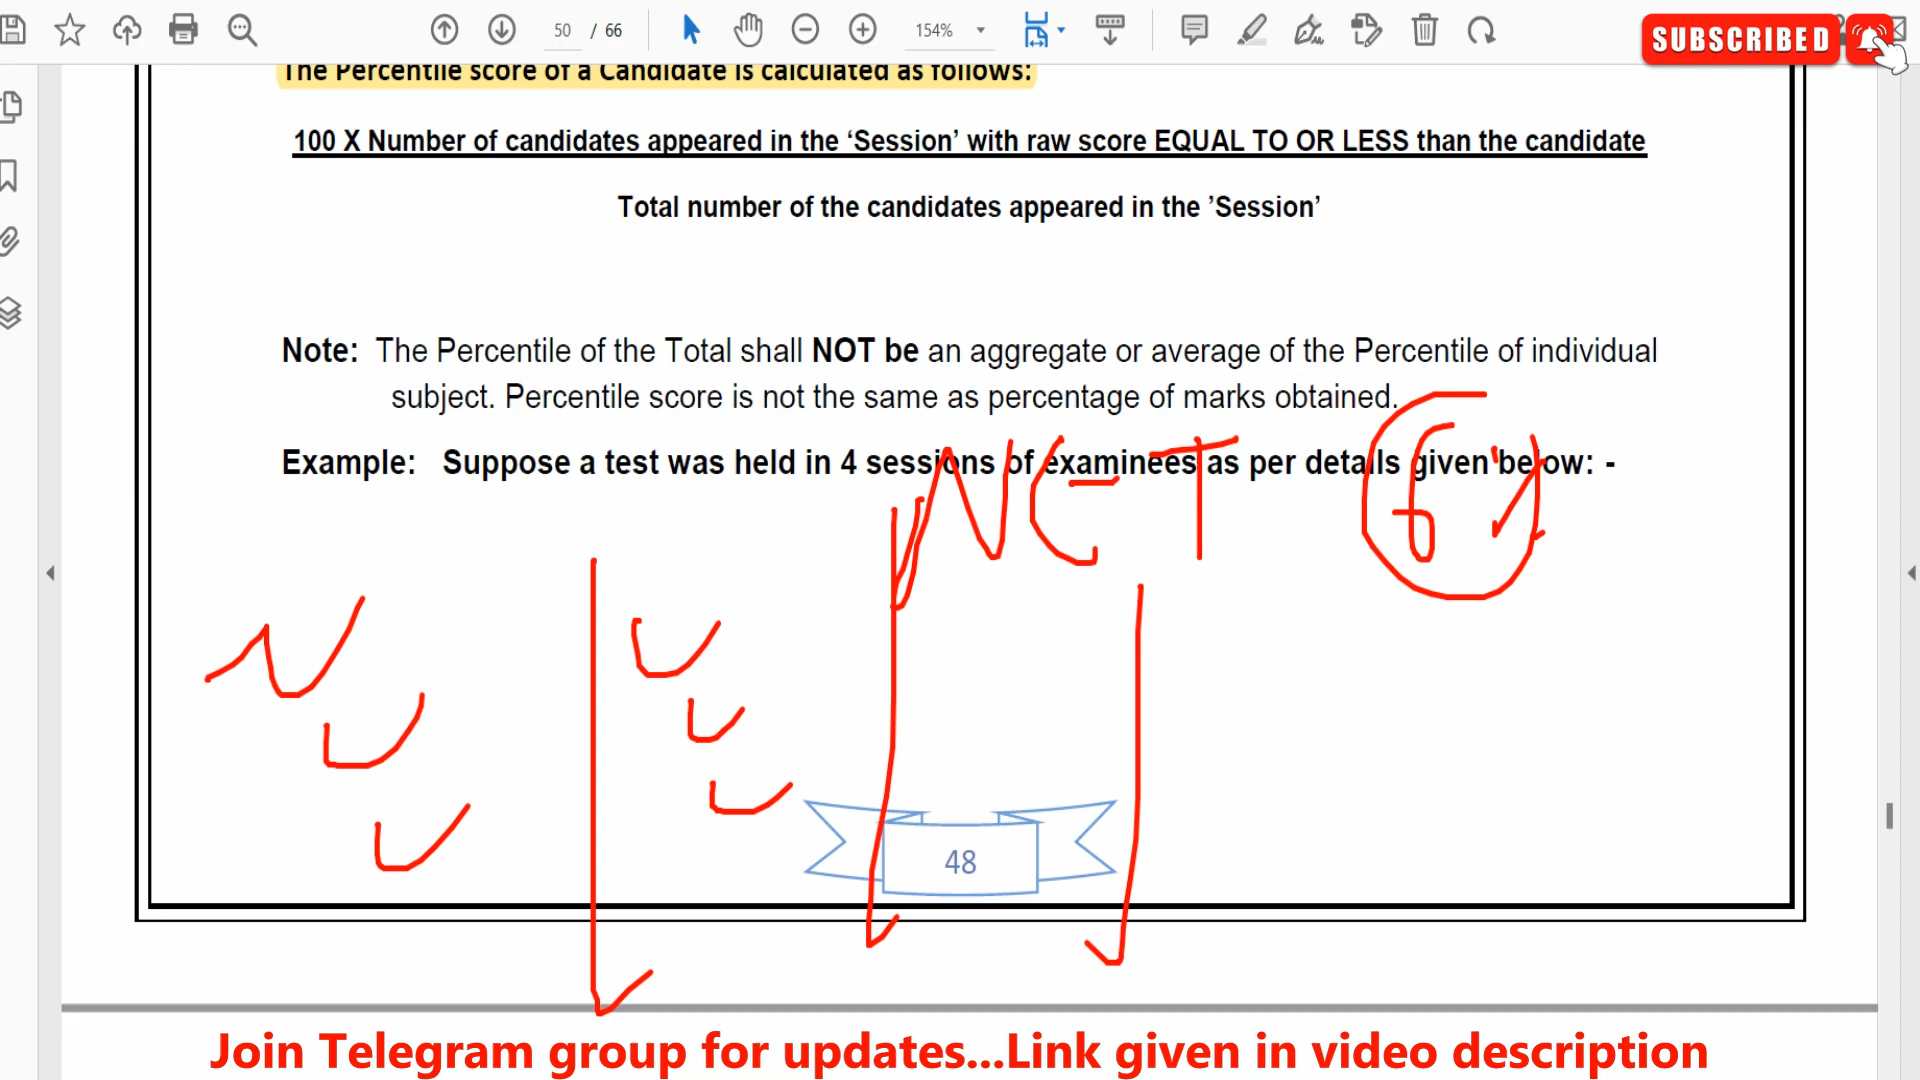 50 / 66
154%
SUBSCRIBED
The Percentile score of a Candidate is calculated as follows:
100 X Number of candidates appeared in the ‘Session’ with raw score EQUAL TO OR LESS than the candidate
Total number of the candidates appeared in the ’Session’
Note: The Percentile of the Total shall NOT be an aggregate or average of the Percentile of individual
subject. Percentile score is not the same as percentage of marks obtained.
Example: Suppose a test was held in 4 sessions of examinees as per details given below: -
NET
48
Join Telegram group for updates...Link given in video description